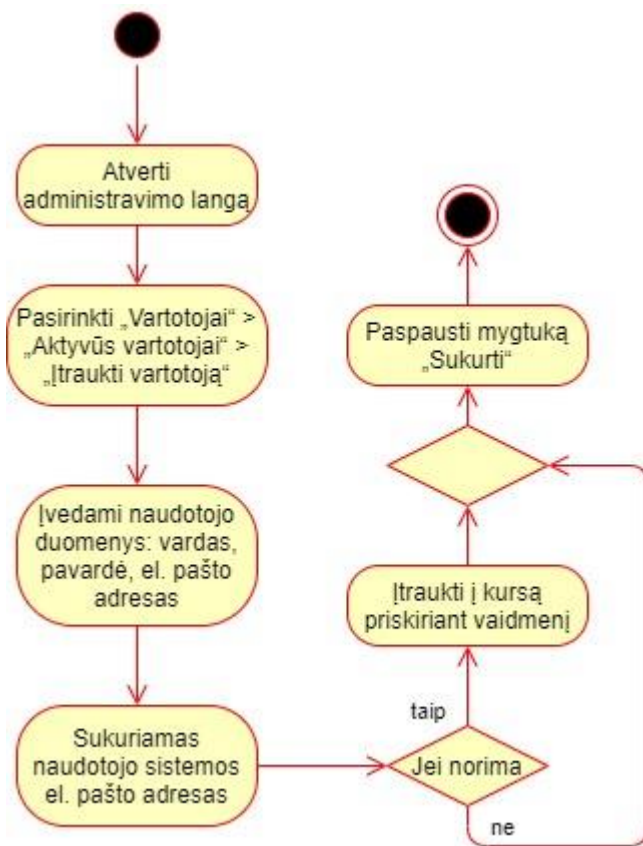 Atverti
administravimo langą
Pasirinkti „Vartotojai“ >
„Aktyvūs vartotojai“ >
„Įtraukti vartotoją“
Įvedami naudotojo
duomenys: vardas,
pavardė, el. pašto
adresas
Sukuriamas
naudotojo sistemos
el. pašto adresas
Jei norima
taip
ne
Įtraukti į kursą
priskiriant vaidmenį
Paspausti mygtuką
„Sukurti“